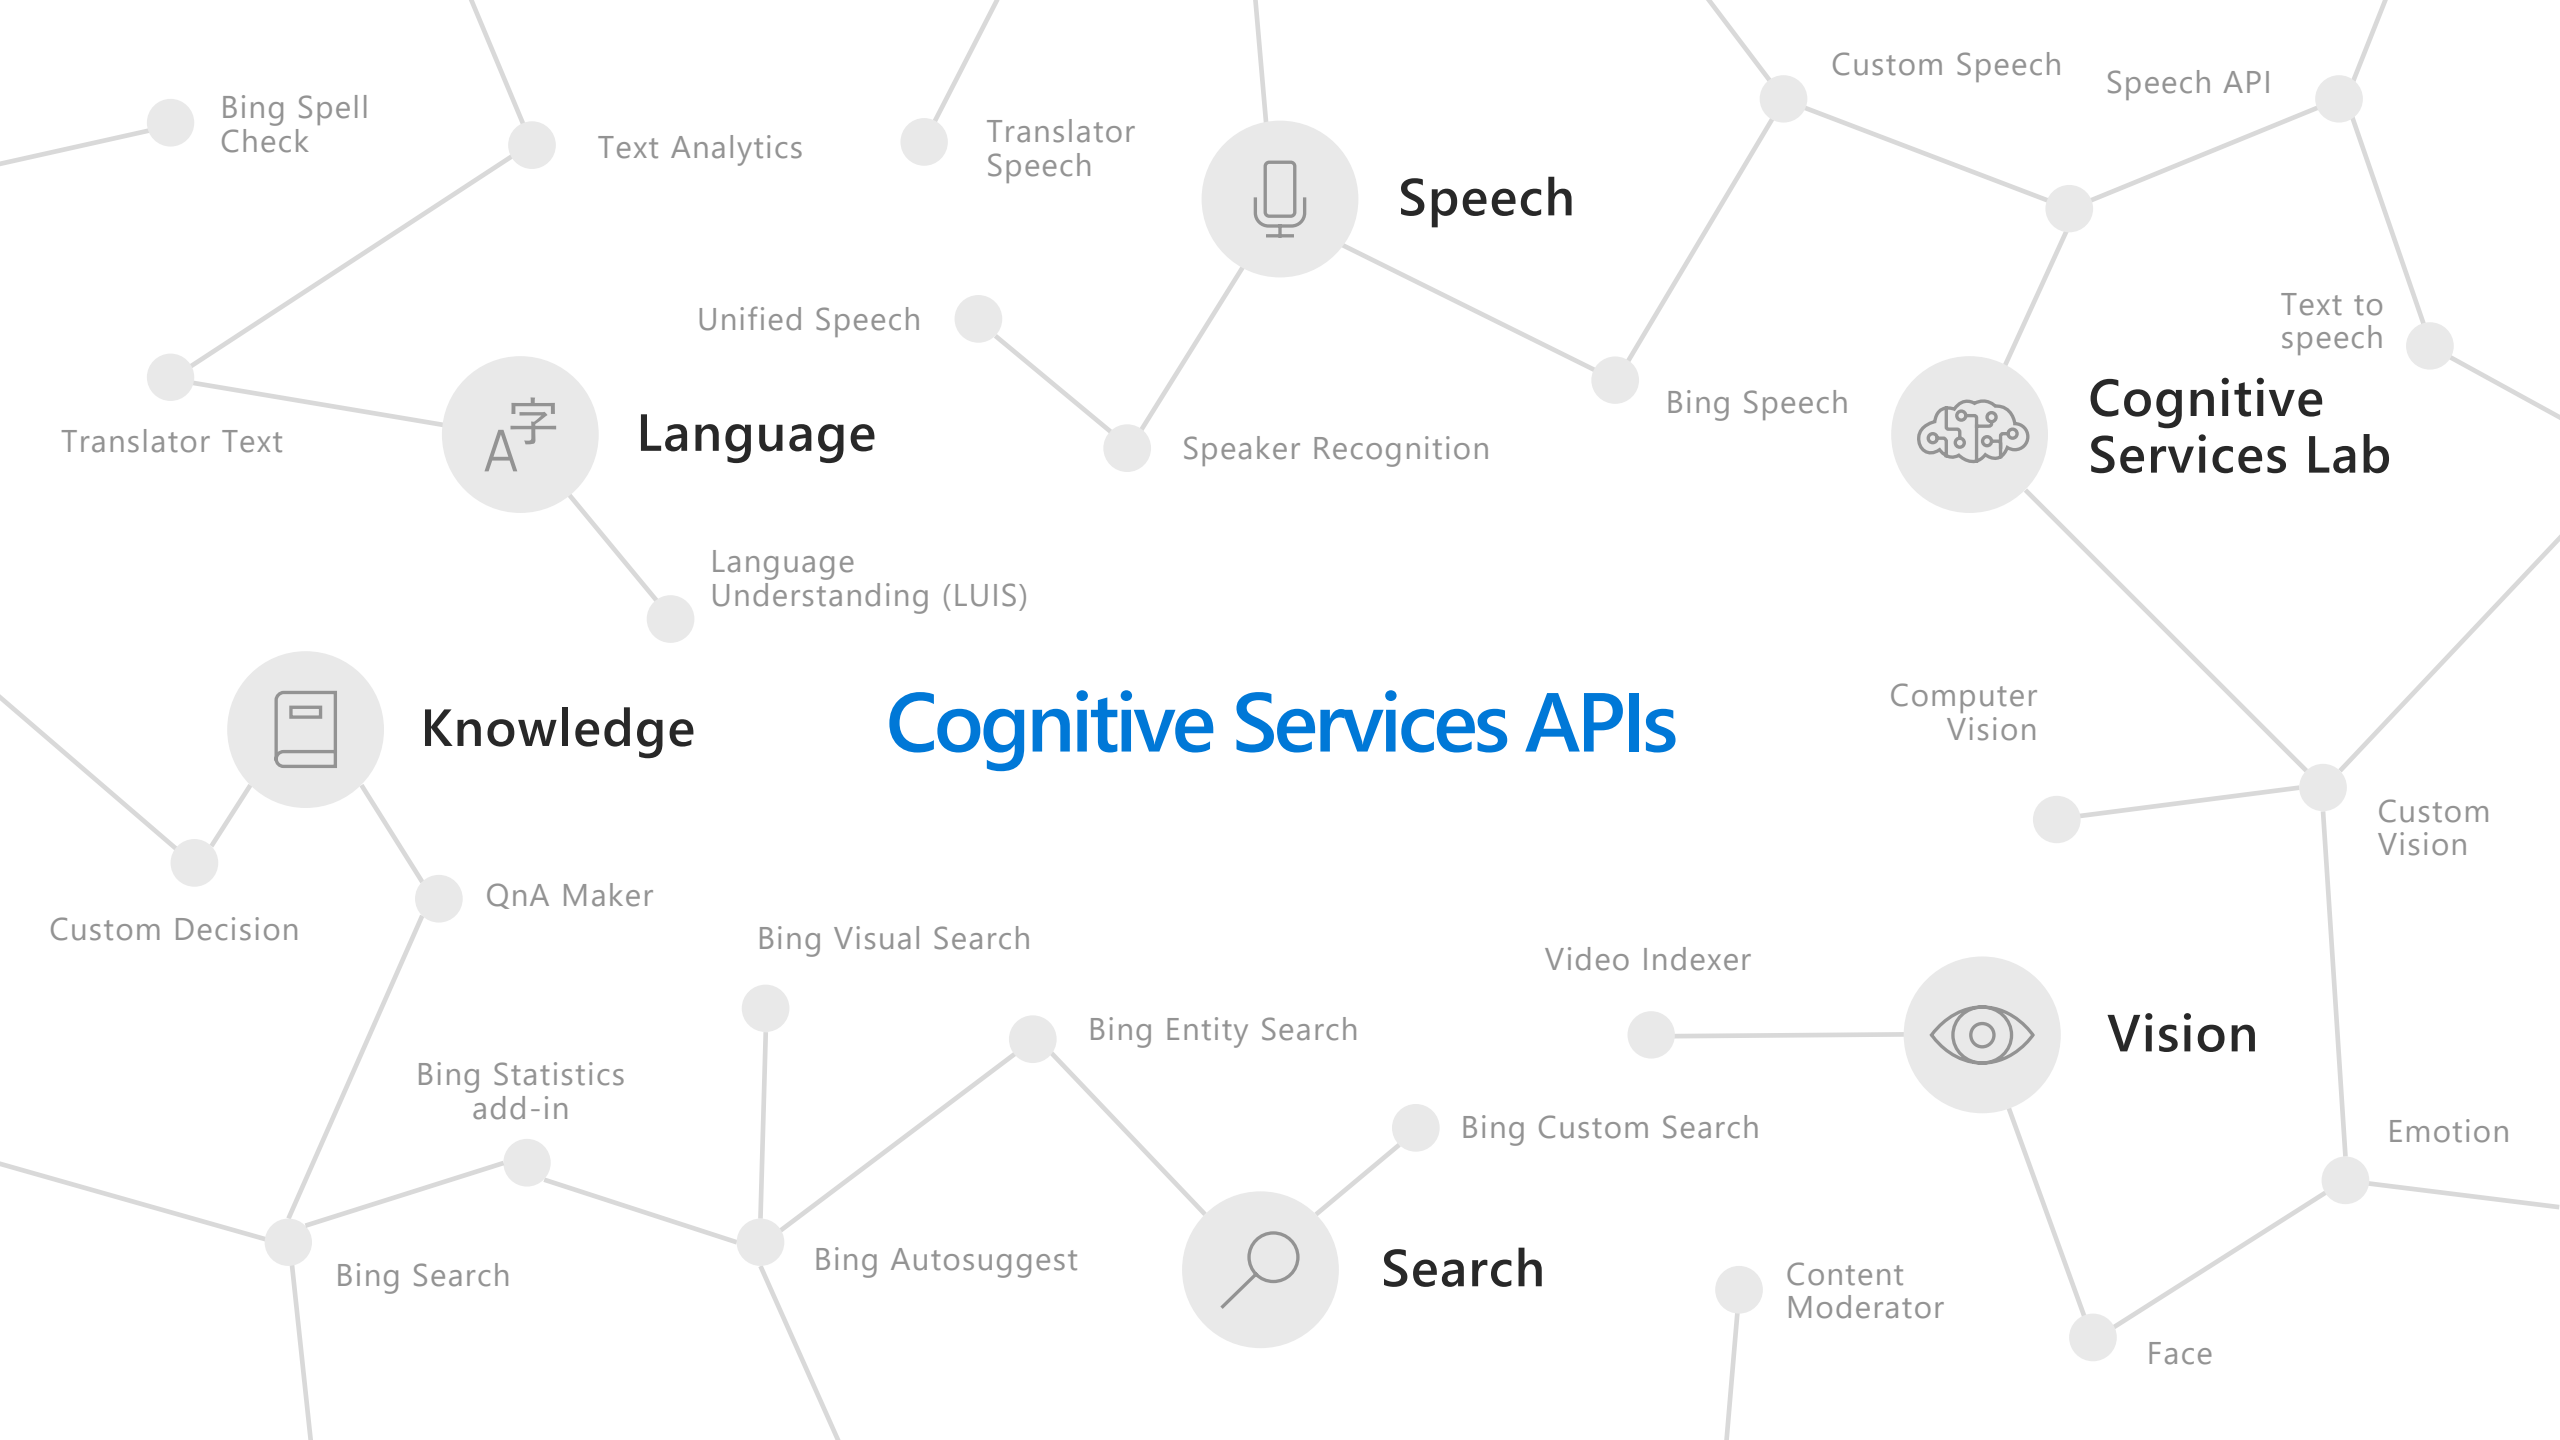 Custom Speech
Speech API
Bing Spell
Check
Text Analytics
Translator
Speech
Speech
Unified Speech
Text to
speech
Bing Speech
Cognitive
Services Lab
Translator Text
A字
Language
Speaker Recognition
Language
Understanding (LUIS)
Knowledge
Cognitive Services APIs
Computer
Vision
Custom
Vision
QnA Maker
Custom Decision
Bing Visual Search
Video Indexer
Bing Entity Search
Vision
Bing Statistics
add-in
Bing Custom Search
Emotion
Bing Autosuggest
Bing Search
Search
Content
Moderator
Face